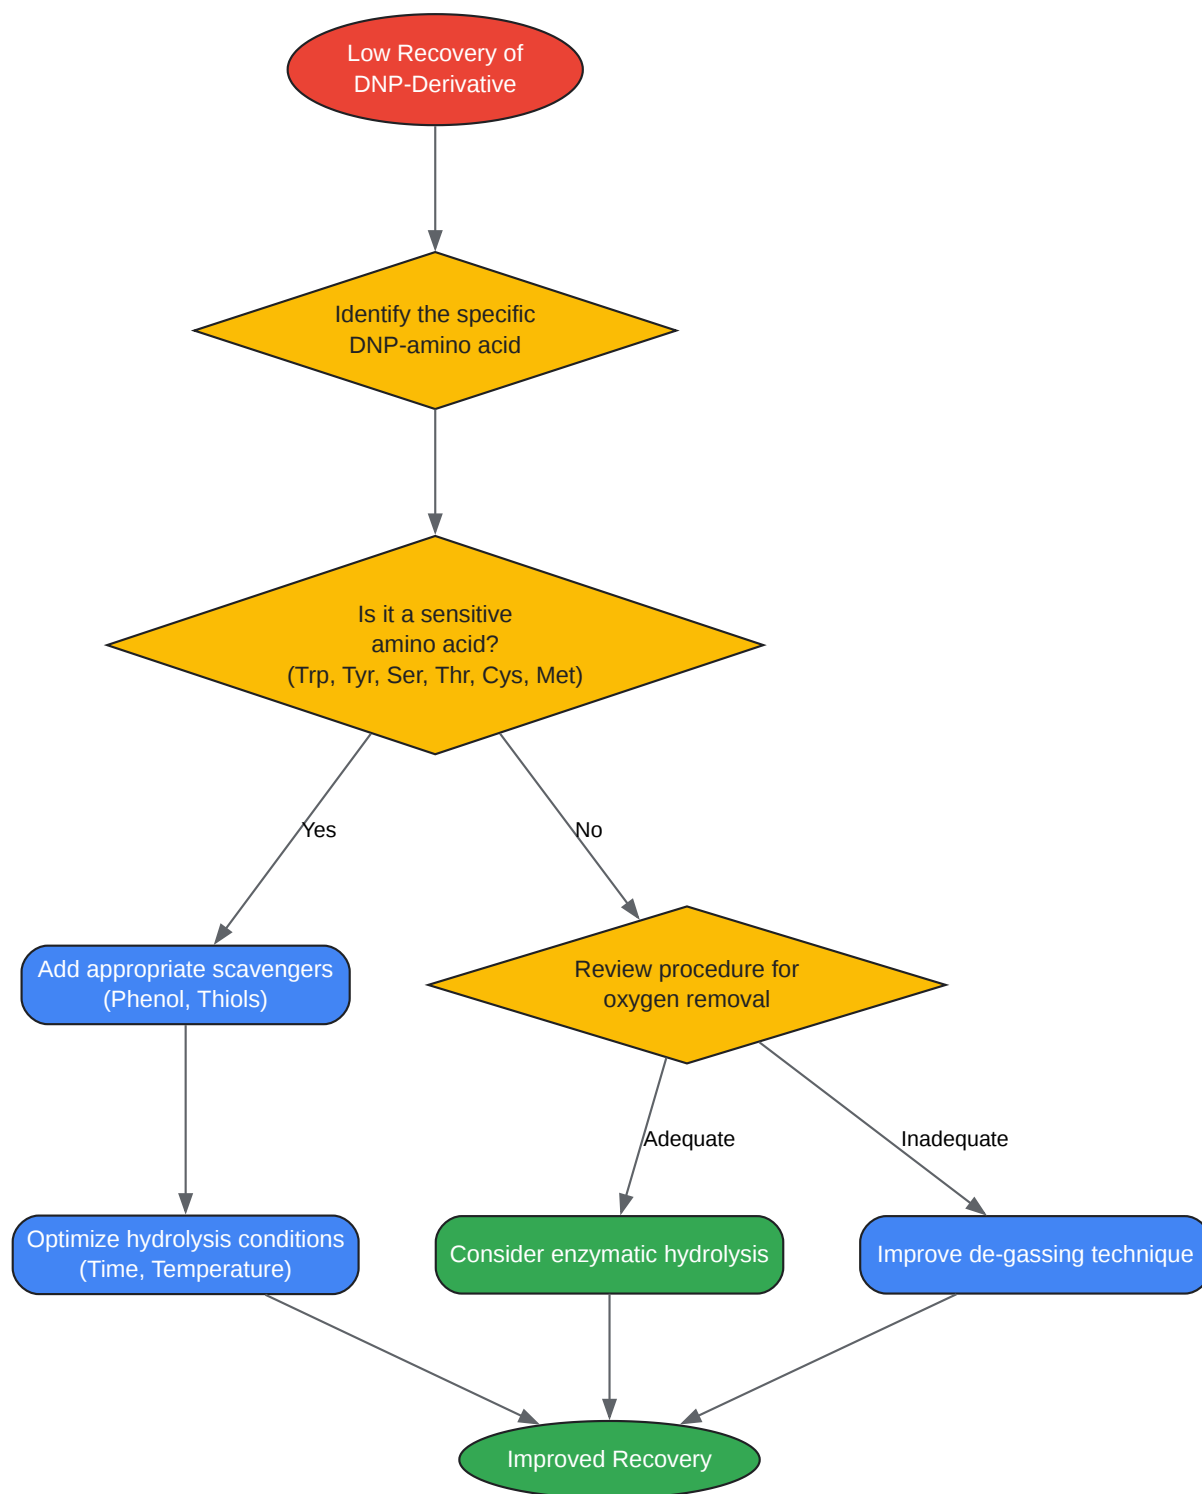 Low Recovery of
DNP-Derivative
Identify the specific
DNP-amino acid
Is it a sensitive
amino acid?
(Trp, Tyr, Ser, Thr, Cys, Met)
Yes
No
Add appropriate scavengers
(Phenol, Thiols)
Review procedure for
oxygen removal
Adequate
Inadequate
Optimize hydrolysis conditions
(Time, Temperature)
Consider enzymatic hydrolysis
Improve de-gassing technique
Improved Recovery